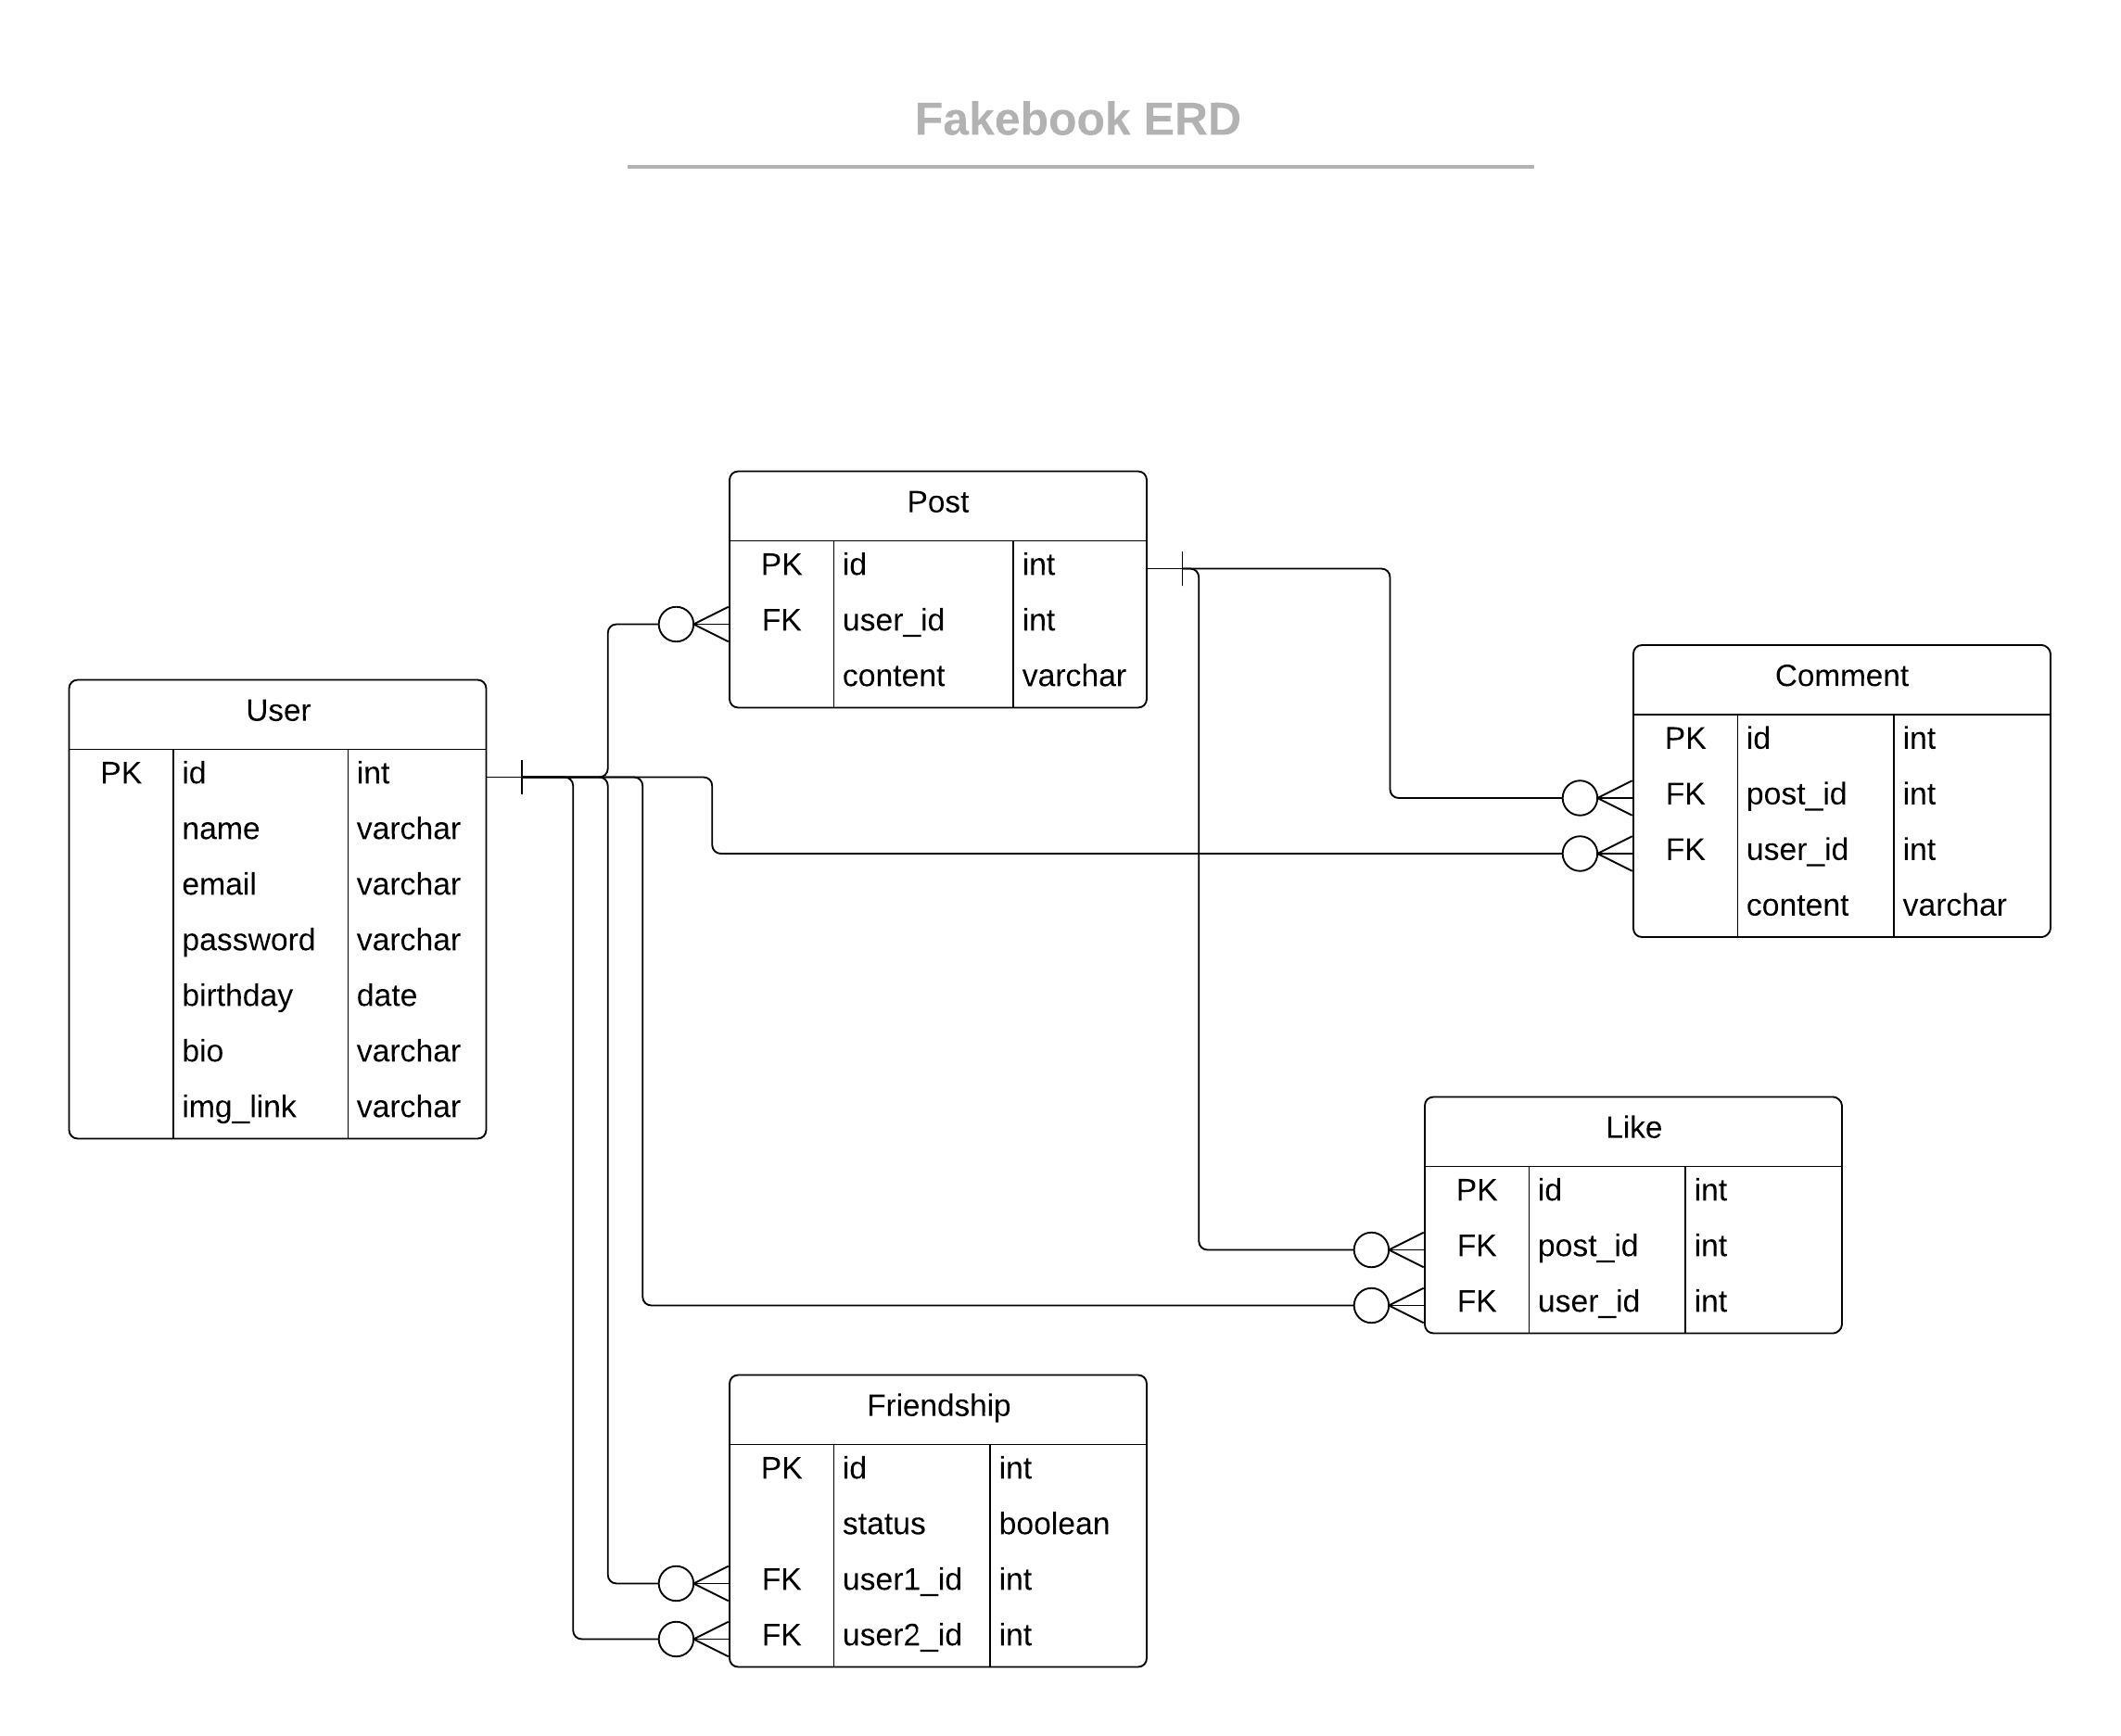 Fakebook ERD
Post
PK id int
FK user_id int
content varchar
User
PK id int
name varchar
email varchar
password varchar
birthday date
bio varchar
img_link varchar
Comment
PK id int
FK post_id int
FK user_id int
content varchar
Like
PK id int
FK post_id int
FK user_id int
Friendship
PK id int
status boolean
FK user1_id int
FK user2_id int